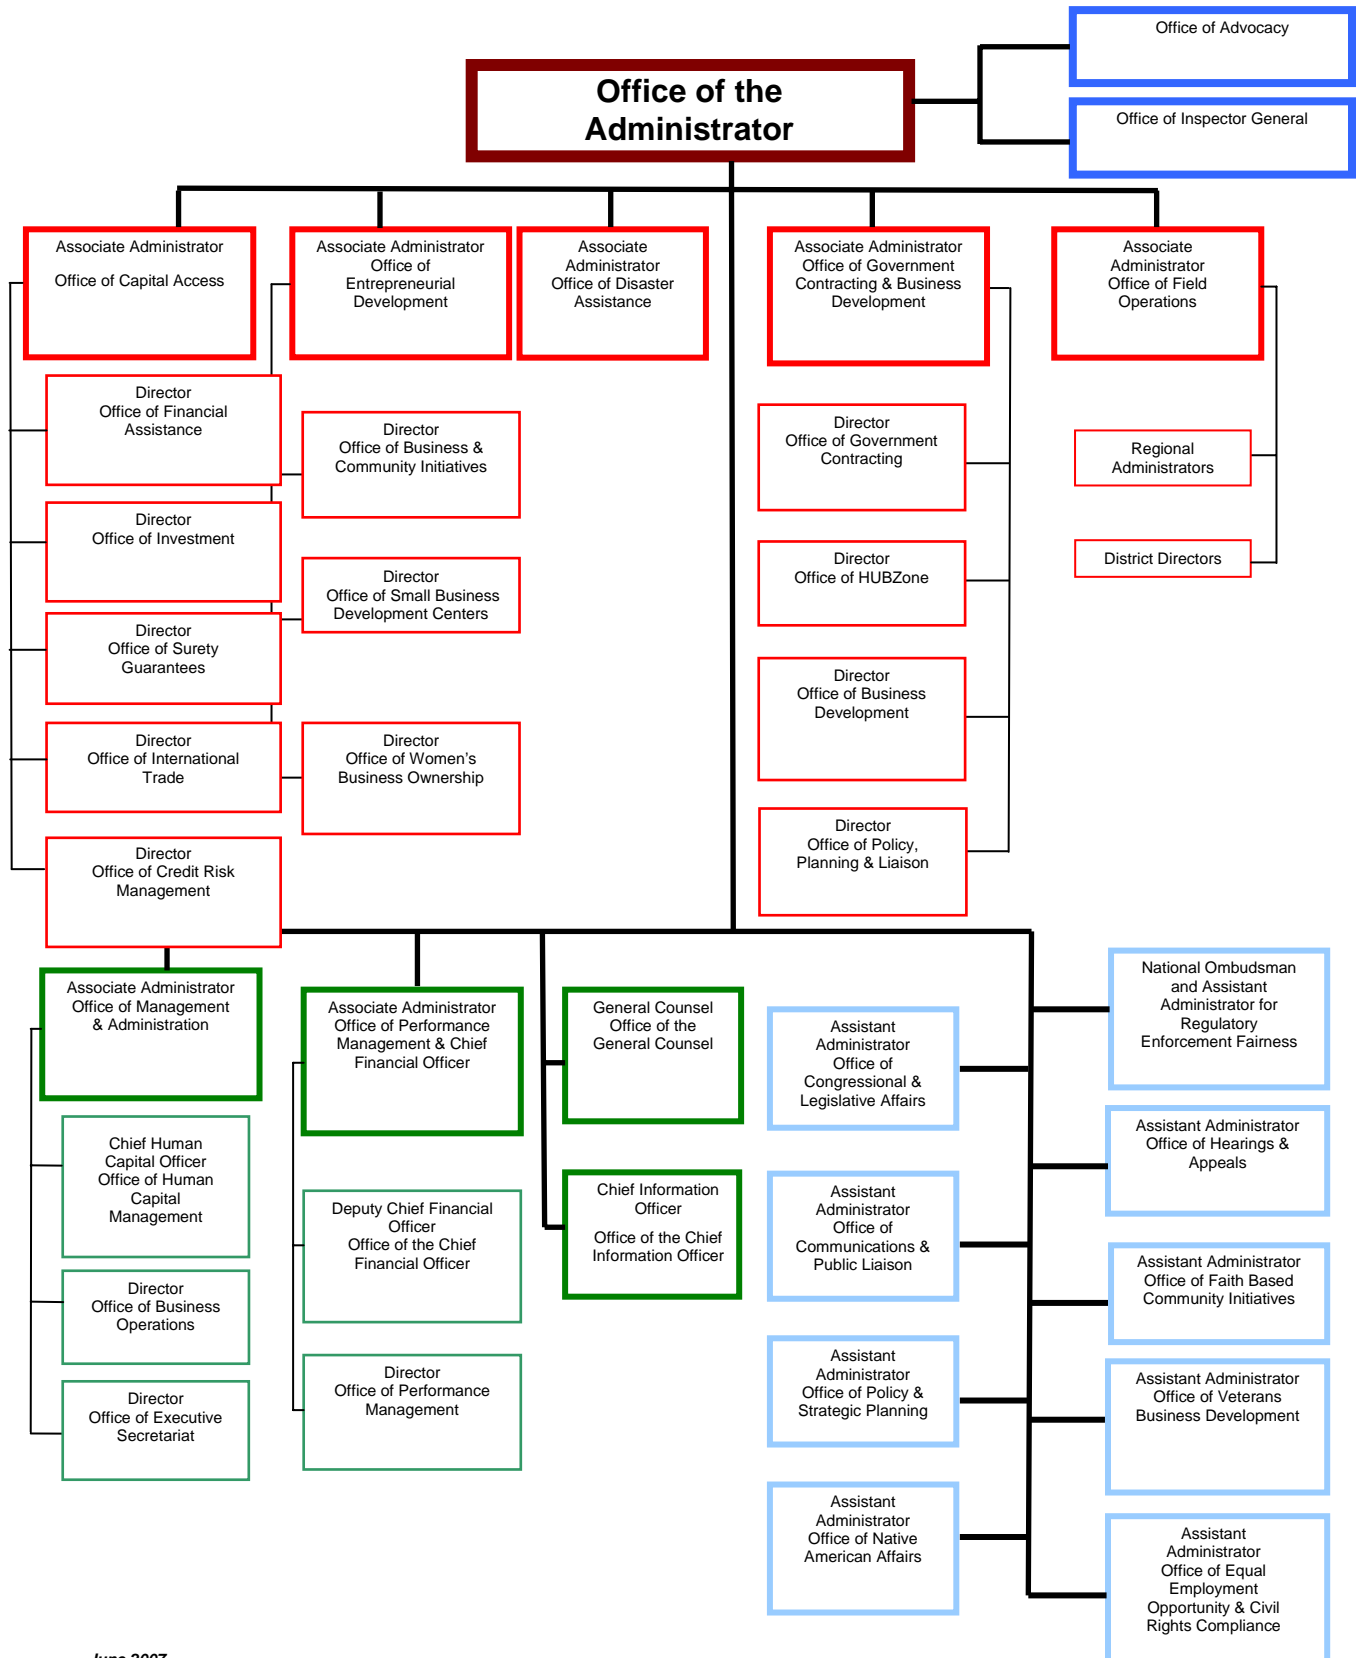 Office of Advocacy
Office of the
Administrator
Office of Inspector General
Associate Administrator
Office of Capital Access
Associate Administrator
Office of
Entrepreneurial
Development
Associate
Administrator
Office of Disaster
Assistance
Associate Administrator
Office of Government
Contracting & Business
Development
Associate
Administrator
Office of Field
Operations
Director
Office of Financial
Assistance
Director
Office of Investment
Director
Office of Surety
Guarantees
Director
Office of International
Trade
Director
Office of Credit Risk
Management
Director
Office of Business &
Community Initiatives
Director
Office of Small Business
Development Centers
Director
Office of Women’s
Business Ownership
Director
Office of Government
Contracting
Director
Office of HUBZone
Director
Office of Business
Development
Director
Office of Policy,
Planning & Liaison
Regional
Administrators
District Directors
Associate Administrator
Office of Management
& Administration
Chief Human
Capital Officer
Office of Human
Capital
Management
Director
Office of Business
Operations
Director
Office of Executive
Secretariat
Associate Administrator
Office of Performance
Management & Chief
Financial Officer
Deputy Chief Financial
Officer
Office of the Chief
Financial Officer
Director
Office of Performance
Management
General Counsel
Office of the
General Counsel
Chief Information
Officer
Office of the Chief
Information Officer
Assistant
Administrator
Office of
Congressional &
Legislative Affairs
Assistant
Administrator
Office of
Communications &
Public Liaison
Assistant
Administrator
Office of Policy &
Strategic Planning
Assistant
Administrator
Office of Native
American Affairs
National Ombudsman
and Assistant
Administrator for
Regulatory
Enforcement Fairness
Assistant Administrator
Office of Hearings &
Appeals
Assistant Administrator
Office of Faith Based
Community Initiatives
Assistant Administrator
Office of Veterans
Business Development
Assistant
Administrator
Office of Equal
Employment
Opportunity & Civil
Rights Compliance
June 2007